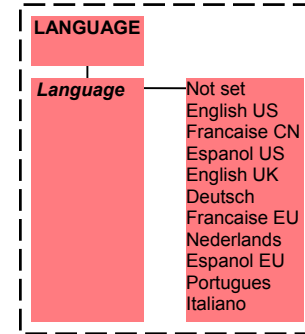 LANGUAGE
Language
Not set
English US
Francaise CN
Espanol US
English UK
Deutsch
Francaise EU
Nederlands
Espanol EU
Portugues
Italiano